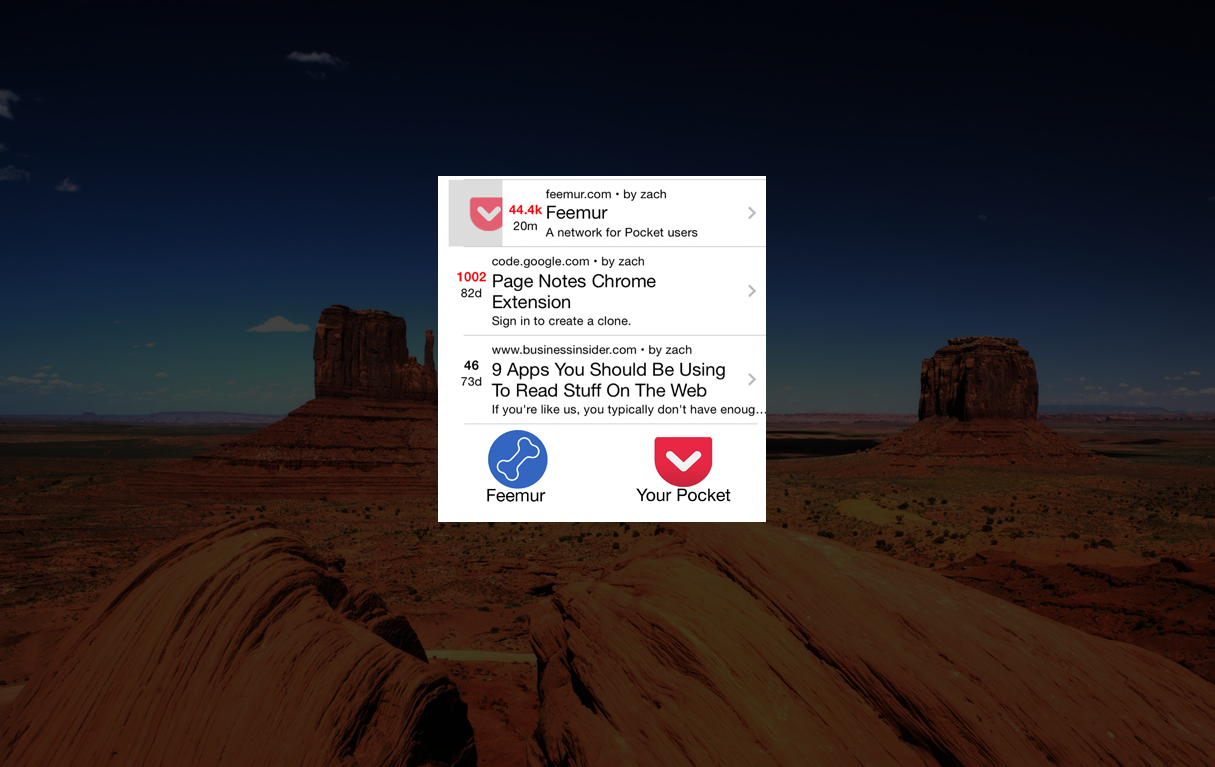 feemur.com • by zach
44.4k Feemur
20m A network for Pocket users
code.google.com • by zach
1002 Page Notes Chrome
82d Extension
Sign in to create a clone.
www.businessinsider.com • by zach
46 9 Apps You Should Be Using
73d To Read Stuff On The Web
If you're like us, you typically don't have enoug...
Feemur Your Pocket